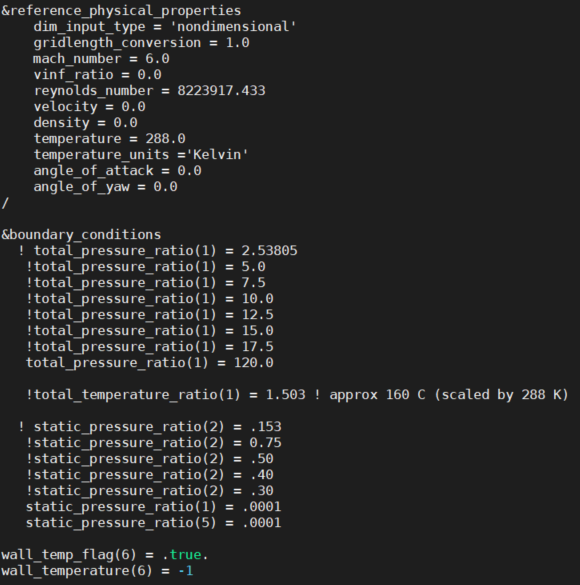 &reference_physical_properties
    dim_input_type = 'nondimensional'
    gridlength_conversion = 1.0
    mach_number = 6.0
    vinf_ratio = 0.0
    reynolds_number = 8223917.433
    velocity = 0.0
    density = 0.0
    temperature = 288.0
    temperature_units ='Kelvin'
    angle_of_attack = 0.0
    angle_of_yaw = 0.0
/
&boundary_conditions
  ! total_pressure_ratio(1) = 2.53805
   !total_pressure_ratio(1) = 5.0
   !total_pressure_ratio(1) = 7.5
   !total_pressure_ratio(1) = 10.0
   !total_pressure_ratio(1) = 12.5
   !total_pressure_ratio(1) = 15.0
   !total_pressure_ratio(1) = 17.5
   total_pressure_ratio(1) = 120.0
   !total_temperature_ratio(1) = 1.503 ! approx 160 C (scaled by 288 K)
  ! static_pressure_ratio(2) = .153
   !static_pressure_ratio(2) = 0.75
   !static_pressure_ratio(2) = .50
   !static_pressure_ratio(2) = .40
   !static_pressure_ratio(2) = .30
   static_pressure_ratio(1) = .0001
   static_pressure_ratio(5) = .0001
wall_temp_flag(6) = .true.
wall_temperature(6) = -1